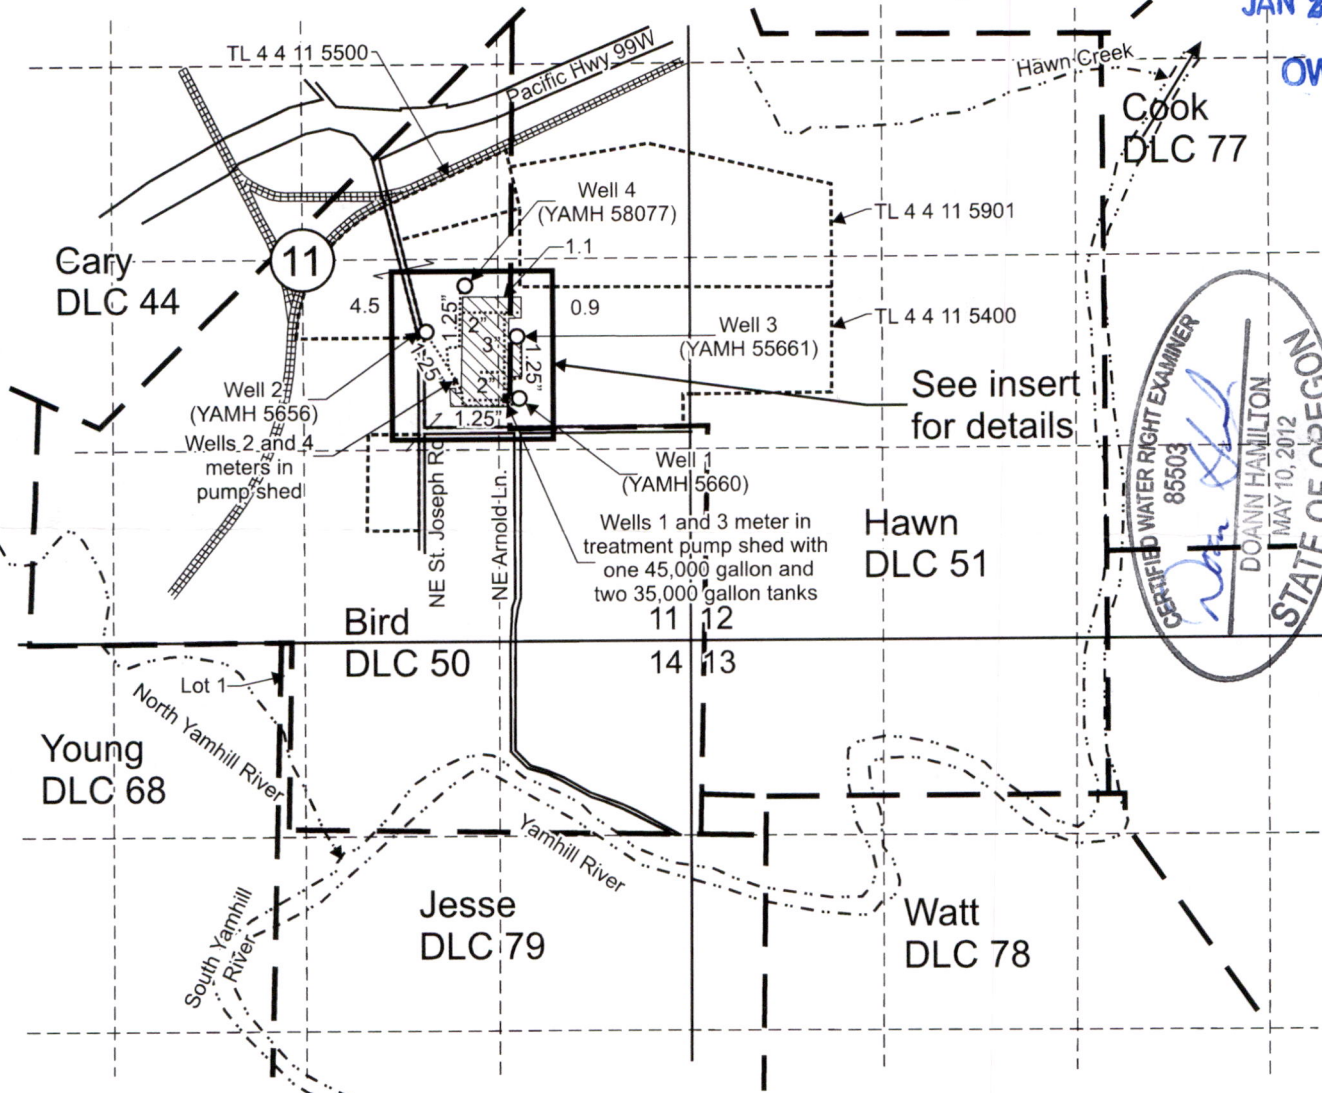 JAN 2
OW
TL 4 4 11 5500
Pacific Hwy 99W
Hawn Creek
Cook
DLC 77
Well 4
(YAMH 58077)
TL 4 4 11 5901
1.1
Cary
DLC 44
11
4.5
0.9
1.25"
2"
3"
TL 4 4 11 5400
Well 3
(YAMH 55661)
1.25"
1.25"
2"
1.25"
See insert
for details
Well 2
(YAMH 5656)
Wells 2 and 4
meters in
pump shed
Well 1
(YAMH 5660)
Wells 1 and 3 meter in
treatment pump shed with
one 45,000 gallon and
two 35,000 gallon tanks
NE St. Joseph Rd
NE Arnold Ln.
Hawn
DLC 51
CERTIFIED WATER RIGHT EXAMINER
85503
DOANN HAMILTON
MAY 10, 2012
STATE OF OREGON
Bird
DLC 50
11 12
14 13
Lot 1
North Yamhill River
Young
DLC 68
Yamhill River
South Yamhill
River
Jesse
DLC 79
Watt
DLC 78